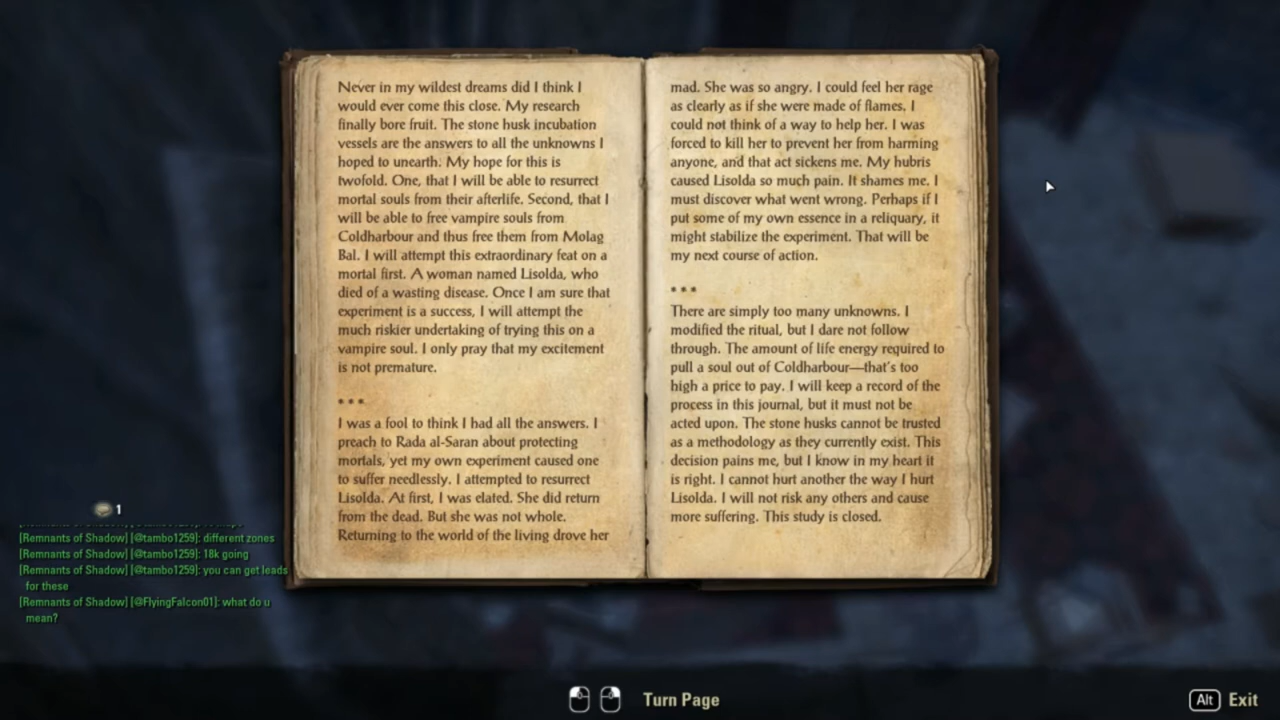 Never in my wildest dreams did I think I
would ever come this close. My research
finally bore fruit. The stone husk incubation
vessels are the answers to all the unknowns I
hoped to unearth. My hope for this is
twofold. One, that I will be able to resurrect
mortal souls from their afterlife. Second, that I
will be able to free vampire souls from
Coldharbour and thus free them from Molag
Bal. I will attempt this extraordinary feat on a
mortal first. A woman named Lisolda, who
died of a wasting disease. Once I am sure that
experiment is a success, I will attempt the
much riskier undertaking of trying this on a
vampire soul. I only pray that my excitement
is not premature.
* * *
I was a fool to think I had all the answers. I
preach to Rada al-Saran about protecting
mortals, yet my own experiment caused one
to suffer needlessly. I attempted to resurrect
Lisolda. At first, I was elated. She did return
from the dead. But she was not whole.
Returning to the world of the living drove her
mad. She was so angry. I could feel her rage
as clearly as if she were made of flames. I
could not think of a way to help her. I was
forced to kill her to prevent her from harming
anyone, and that act sickens me. My hubris
caused Lisolda so much pain. It shames me. I
must discover what went wrong. Perhaps if I
put some of my own essence in a reliquary, it
might stabilize the experiment. That will be
my next course of action.
* * *
There are simply too many unknowns. I
modified the ritual, but I dare not follow
through. The amount of life energy required to
pull a soul out of Coldharbour—that's too
high a price to pay. I will keep a record of the
process in this journal, but it must not be
acted upon. The stone husks cannot be trusted
as a methodology as they currently exist. This
decision pains me, but I know in my heart it
is right. I cannot hurt another the way I hurt
Lisolda. I will not risk any others and cause
more suffering. This study is closed.
1
[Remnants of Shadow] [@tambo1259]: different zones
[Remnants of Shadow] [@tambo1259]: 18k going
[Remnants of Shadow] [@tambo1259]: you can get leads
for these
[Remnants of Shadow] [@FlyingFalcon01]: what do u
mean?
Turn Page
Alt Exit